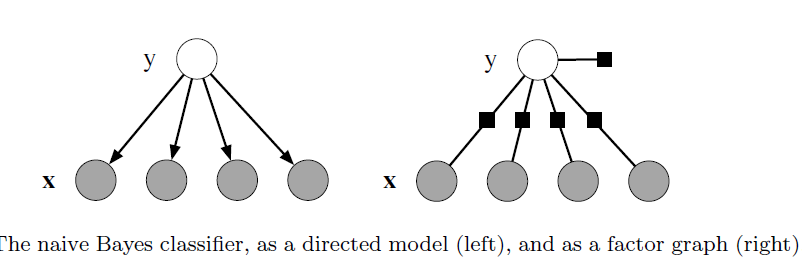 y
y
x
x
The naive Bayes classifier, as a directed model (left), and as a factor graph (right)